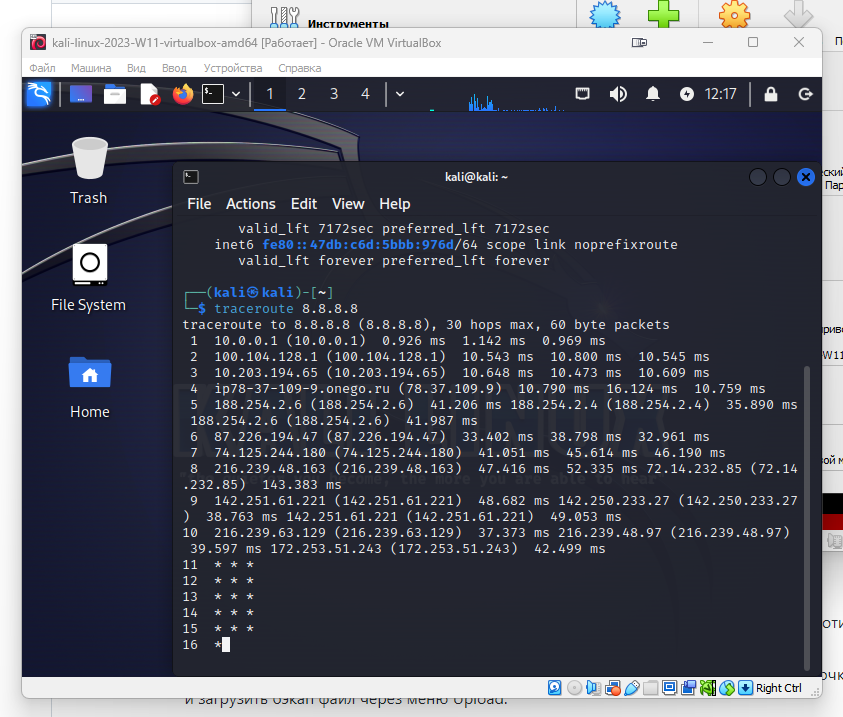 Инструменты
kali-linux-2023-W11-virtualbox-amd64 [Работает] - Oracle VM VirtualBox
Файл Машина Вид Ввод Устройства Справка
1 2 3 4 12:17
Trash
File System
Home
kali@kali: ~
File Actions Edit View Help
valid_lft 7172sec preferred_lft 7172sec
inet6 fe80::47db:c6d:5bbb:976d/64 scope link noprefixroute
valid_lft forever preferred_lft forever
┌──(kali㉿kali)-[~]
└─$ traceroute 8.8.8.8
traceroute to 8.8.8.8 (8.8.8.8), 30 hops max, 60 byte packets
1 10.0.0.1 (10.0.0.1) 0.926 ms 1.142 ms 0.969 ms
2 100.104.128.1 (100.104.128.1) 10.543 ms 10.800 ms 10.545 ms
3 10.203.194.65 (10.203.194.65) 10.648 ms 10.473 ms 10.609 ms
4 ip78-37-109-9.onego.ru (78.37.109.9) 10.790 ms 16.124 ms 10.759 ms
5 188.254.2.6 (188.254.2.6) 41.206 ms 188.254.2.4 (188.254.2.4) 35.890 ms
188.254.2.6 (188.254.2.6) 41.987 ms
6 87.226.194.47 (87.226.194.47) 33.402 ms 38.798 ms 32.961 ms
7 74.125.244.180 (74.125.244.180) 41.051 ms 45.614 ms 46.190 ms
8 216.239.48.163 (216.239.48.163) 47.416 ms 52.335 ms 72.14.232.85 (72.14
.232.85) 143.383 ms
9 142.251.61.221 (142.251.61.221) 48.682 ms 142.250.233.27 (142.250.233.27
) 38.763 ms 142.251.61.221 (142.251.61.221) 49.053 ms
10 216.239.63.129 (216.239.63.129) 37.373 ms 216.239.48.97 (216.239.48.97)
39.597 ms 172.253.51.243 (172.253.51.243) 42.499 ms
11 * * *
12 * * *
13 * * *
14 * * *
15 * * *
16 *
Right Ctrl
и загрузить бэкап файл через меню Upload.